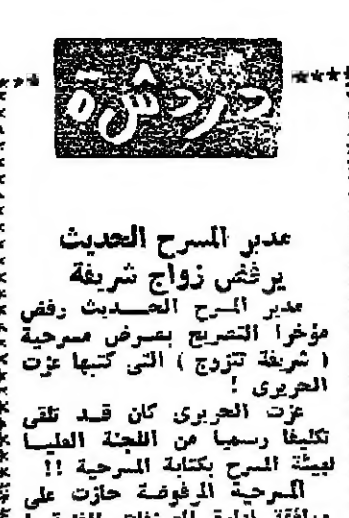 دردشة
مدير المسرح الحديث
يرفض زواج شريفة
مدير المسرح الحديث رفض
مؤخرا التصريح بعرض مسرحية
( شريفة تتزوج ) التى كتبها عزت
الحريرى !
عزت الحريرى كان قد تلقى
تكليفا رسميا من اللجنة العليا
لهيئة المسرح بكتابة المسرحية !!
المسرحية المرفوضة حازت على